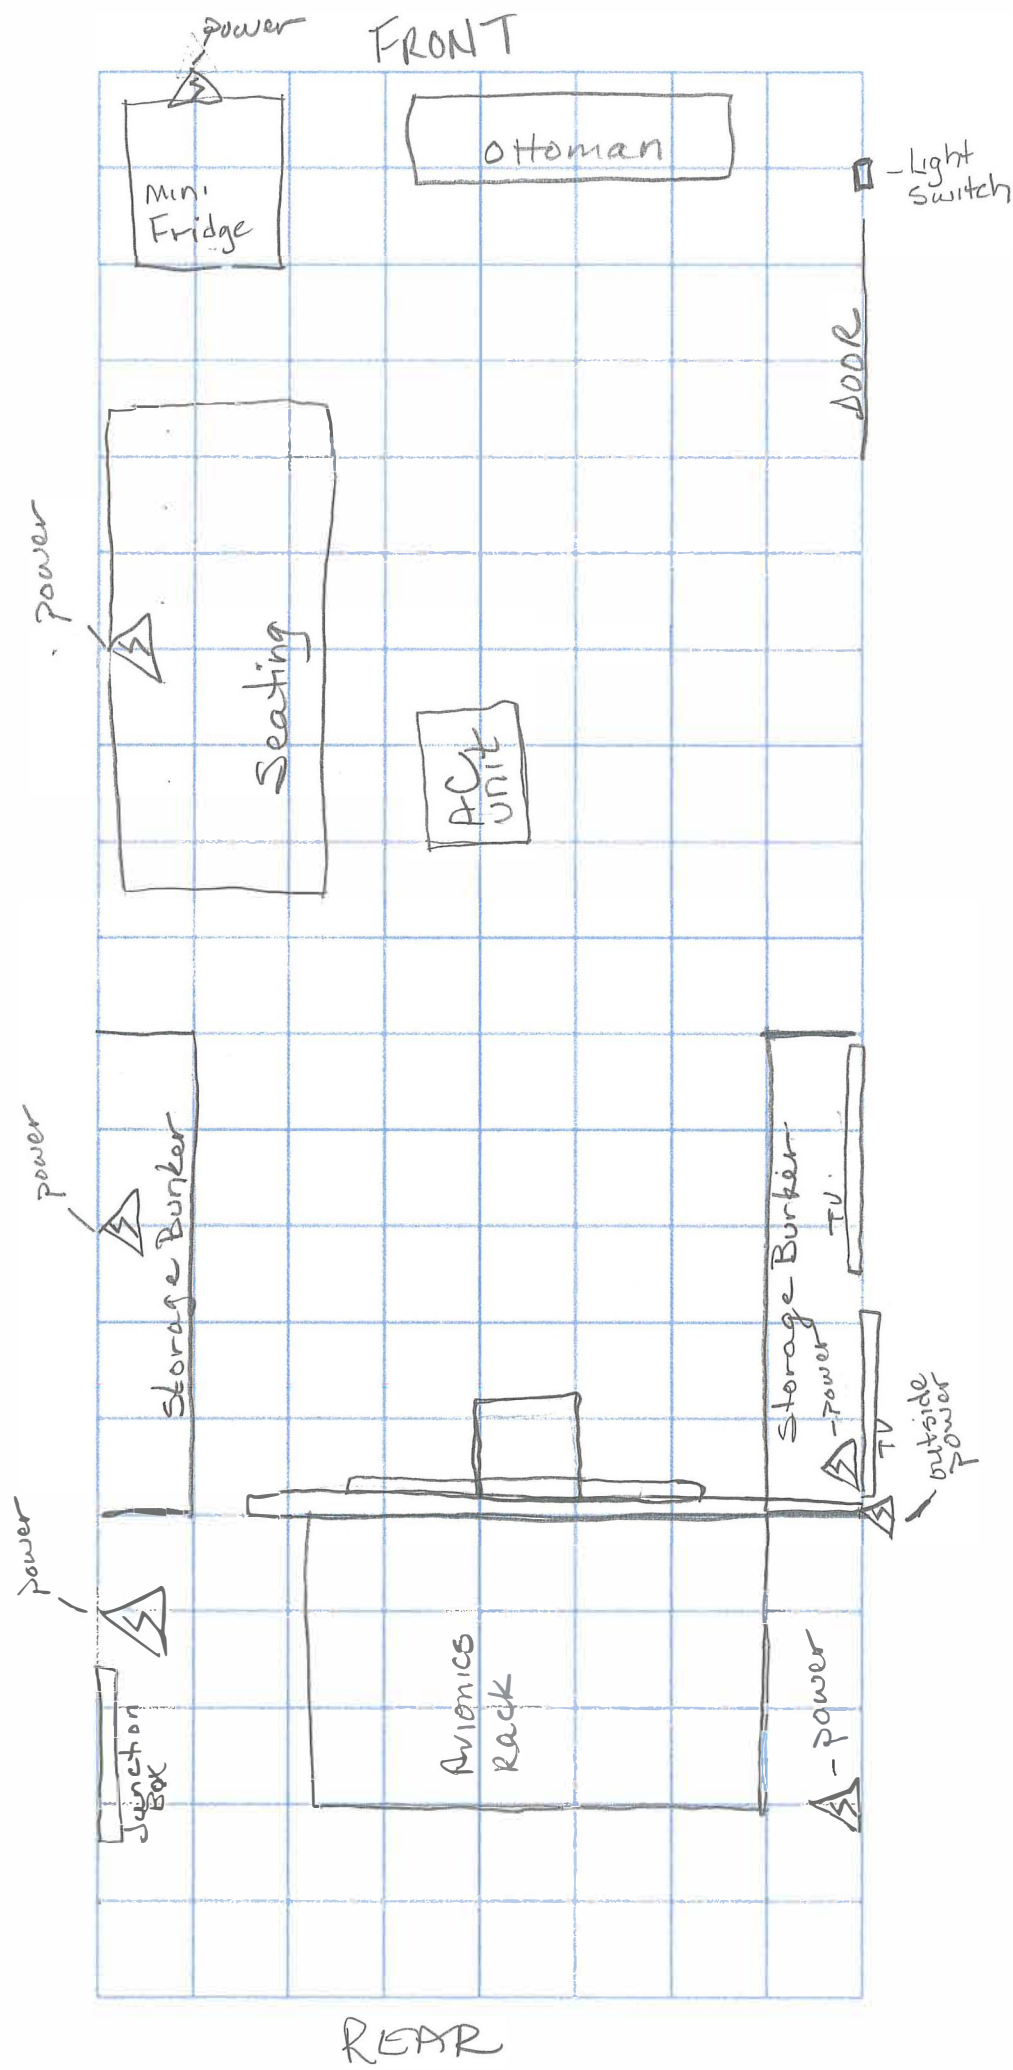 power
FRONT
Ottoman
Mini
Fridge
-Light
Switch
DOOR
power
Seating
AC
unit
power
Storage Bunker
Storage Bunker
TV.
-power
TV
outside
power
power
Avionics
Rack
-power
Junction
Box
REAR